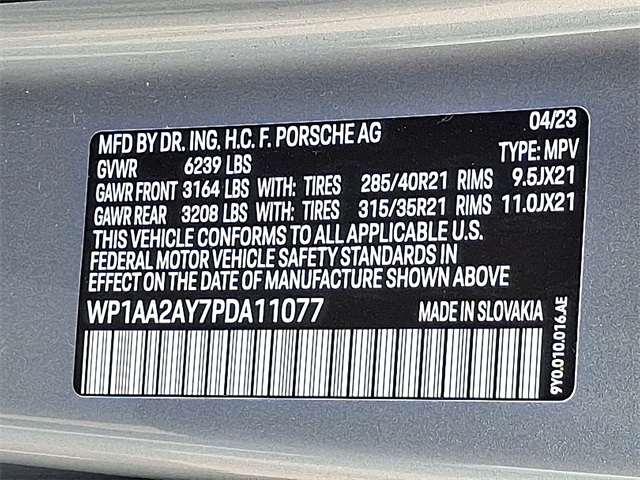 MFD BY DR. ING. H.C. F. PORSCHE AG 04/23
GVWR 6239 LBS TYPE: MPV
GAWR FRONT 3164 LBS WITH: TIRES 285/40R21 RIMS 9.5JX21
GAWR REAR 3208 LBS WITH: TIRES 315/35R21 RIMS 11.0JX21
THIS VEHICLE CONFORMS TO ALL APPLICABLE U.S.
FEDERAL MOTOR VEHICLE SAFETY STANDARDS IN
EFFECT ON THE DATE OF MANUFACTURE SHOWN ABOVE
WP1AA2AY7PDA11077 MADE IN SLOVAKIA
9Y0.010.016.AE